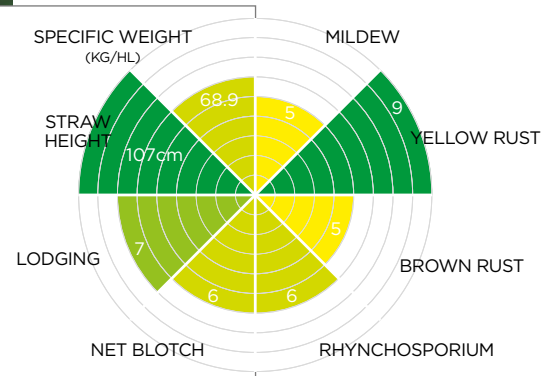 SPECIFIC WEIGHT
(KG/HL)
MILDEW
68.9
5
9
STRAW
HEIGHT
YELLOW RUST
107cm
LODGING
7
5
BROWN RUST
6
6
NET BLOTCH
RHYNCHOSPORIUM